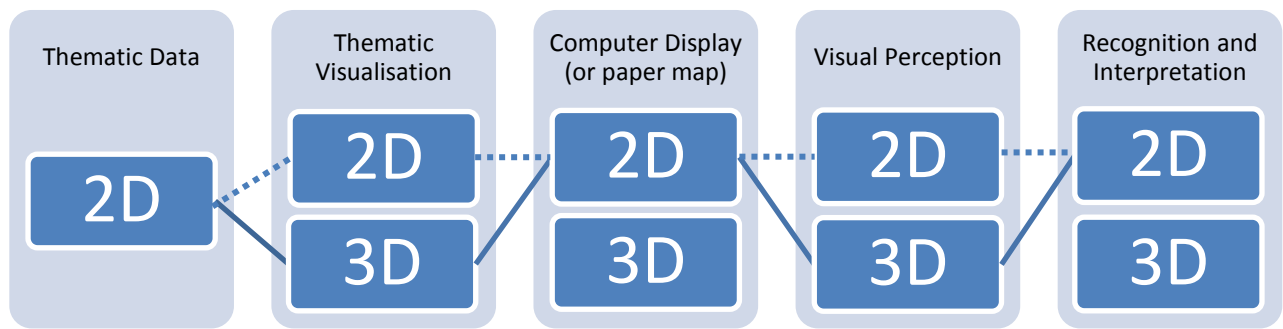 Thematic Data
2D
Thematic
Visualisation
2D
3D
Computer Display
(or paper map)
2D
3D
Visual Perception
2D
3D
Recognition and
Interpretation
2D
3D